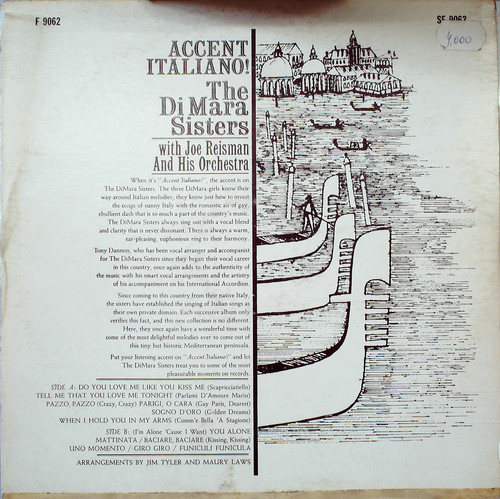 F 9062
SF 9062
4,000
ACCENT
ITALIANO!
The
DiMara
Sisters
with Joe Reisman
And His Orchestra
When it's "Accent Italiano!", the accent is on
The DiMara Sisters. The three DiMara girls know their
way around Italian melodies; they know just how to invest
the songs of sunny Italy with the romantic air of gay,
ebullient dash that is so much a part of the country's music.
The DiMara Sisters always sing out with a vocal blend
and clarity that is never dissonant. There is always a warm,
ear-pleasing, euphonious ring to their harmony.
Tony Dannon, who has been vocal arranger and accompanist
for The DiMara Sisters since they began their vocal career
in this country, once again adds to the authenticity of
the music with his smart vocal arrangements and the artistry
of his accompaniment on his International Accordion.
Since coming to this country from their native Italy,
the sisters have established the singing of Italian songs as
their own private domain. Each successive album only
verifies this fact, and this new collection is no different.
Here, they once again have a wonderful time with
some of the most delightful melodies ever to come out of
this tiny but historic Mediterranean peninsula.
Put your listening accent on "Accent Italiano!" and let
The DiMara Sisters treat you to some of the most
pleasurable moments on records.
SIDE A: DO YOU LOVE ME LIKE YOU KISS ME (Scapricciatiello)
TELL ME THAT YOU LOVE ME TONIGHT (Parlami D'Amoure Mariu)
PAZZO, PAZZO (Crazy, Crazy) PARIGI, O CARA (Gay Paris, Dearest)
SOGNO D'ORO (Golden Dreams)
WHEN I HOLD YOU IN MY ARMS (Comm'e Bella 'A Stagione)
SIDE B: (I'm Alone 'Cause I Want) YOU ALONE
MATTINATA / BACIARE, BACIARE (Kissing, Kissing)
UNO MOMENTO / GIRO GIRO / FUNICULI FUNICULA
ARRANGEMENTS BY JIM TYLER AND MAURY LAWS